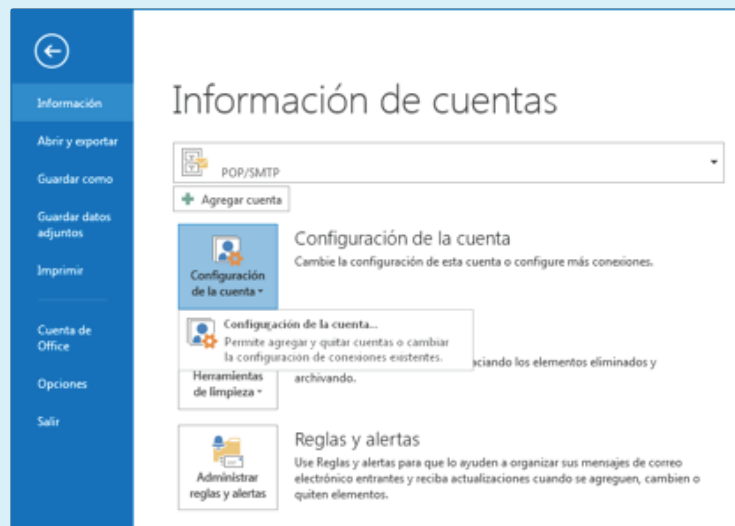 Información
Abrir y exportar
Guardar como
Guardar datos
adjuntos
Imprimir
Cuenta de
Office
Opciones
Salir
Información de cuentas
POP/SMTP
Agregar cuenta
Configuración
de la cuenta
Configuración de la cuenta
Cambie la configuración de esta cuenta o configure más conexiones.
Configuración de la cuenta...
Permite agregar y quitar cuentas o cambiar
la configuración de conexiones existentes.
Herramientas
de limpieza
aciando los elementos eliminados y
archivando.
Administrar
reglas y alertas
Reglas y alertas
Use Reglas y alertas para que lo ayuden a organizar sus mensajes de correo
electrónico entrantes y reciba actualizaciones cuando se agreguen, cambien o
quiten elementos.